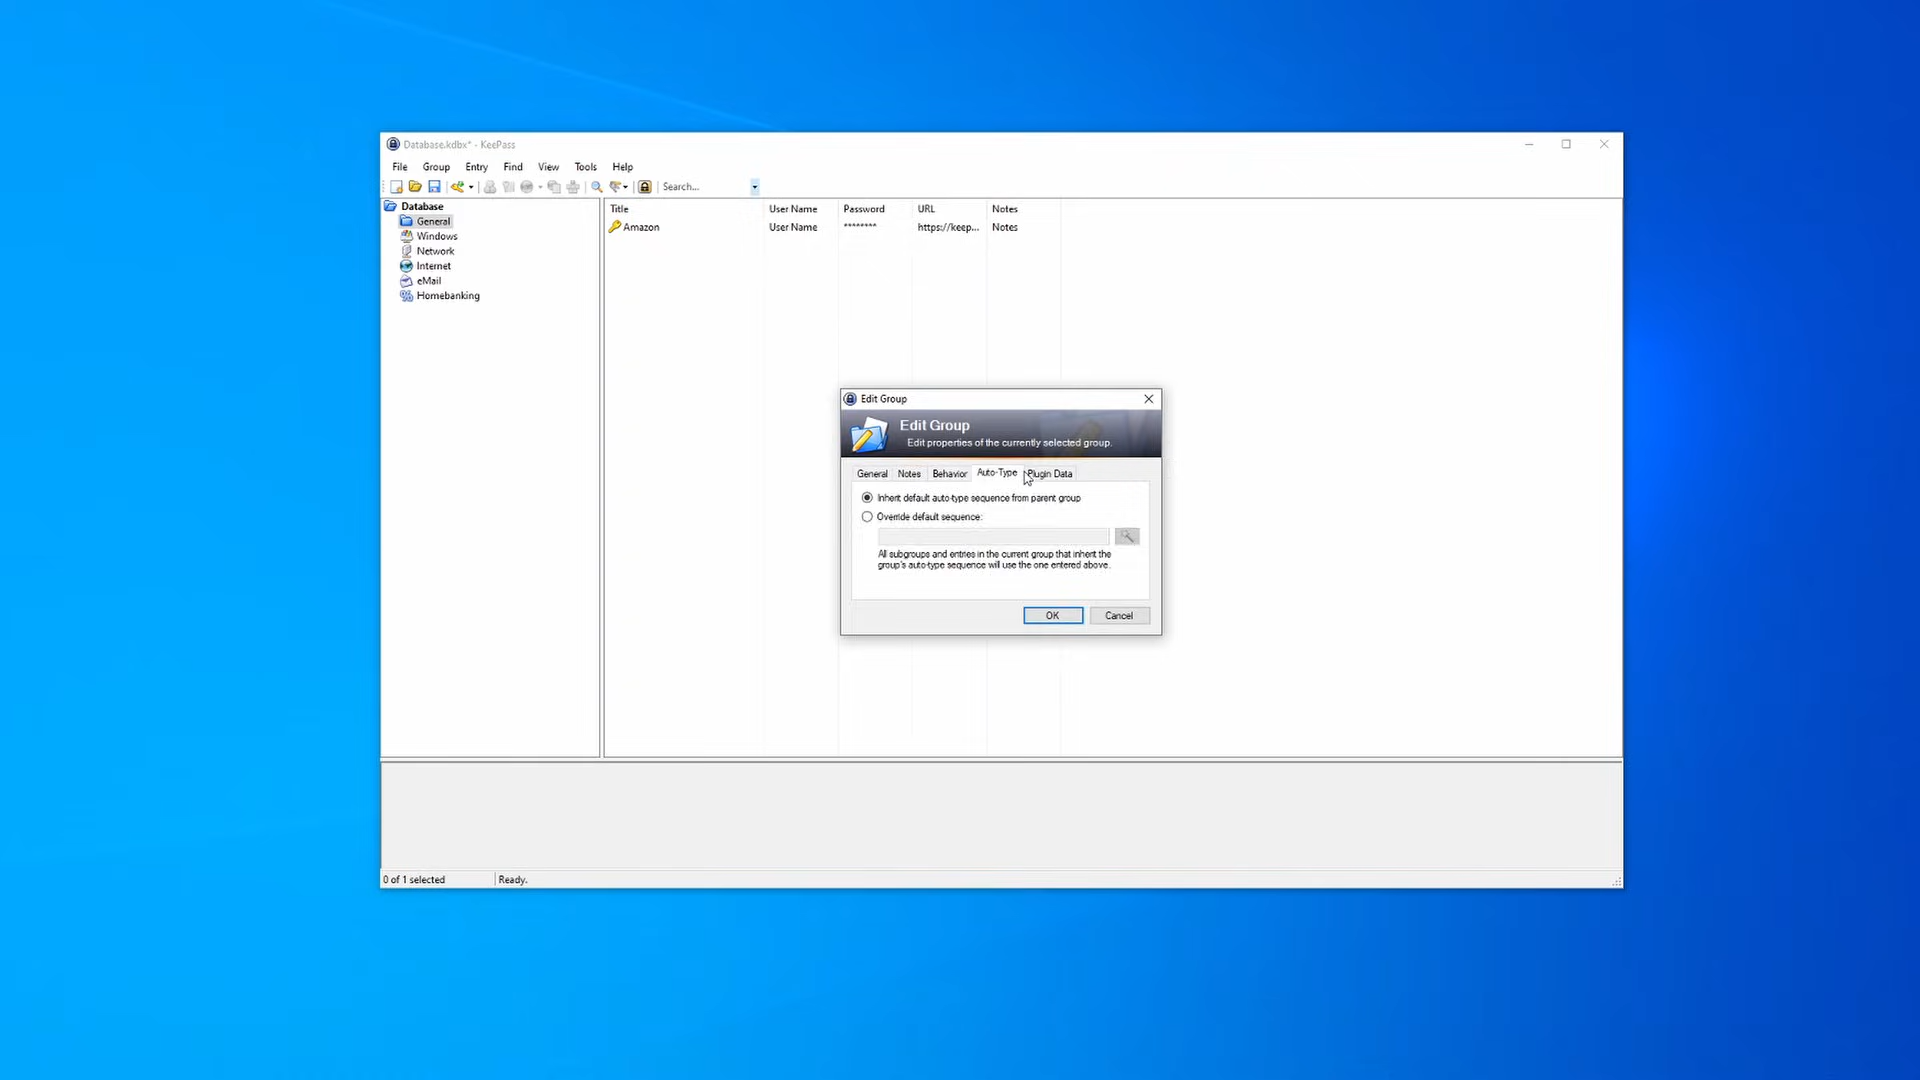 Database.kdbx* - KeePass
File Group Entry Find View Tools Help
Search...
Database
General
Windows
Network
Internet
eMail
Homebanking
Title User Name Password URL Notes
Amazon User Name ******** https://keep... Notes
Edit Group
Edit Group
Edit properties of the currently selected group.
General Notes Behavior Auto-Type Plugin Data
Inherit default auto-type sequence from parent group
Override default sequence:
All subgroups and entries in the current group that inherit the
group's auto-type sequence will use the one entered above.
OK Cancel
0 of 1 selected Ready.